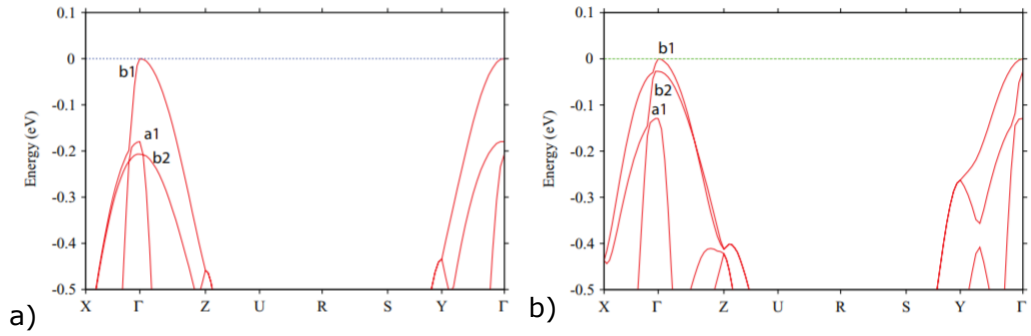 0.1
0
-0.1
-0.2
-0.3
-0.4
-0.5
Energy (eV)
b1
a1
b2
X Γ Z U R S Y Γ
a)
0.1
0
-0.1
-0.2
-0.3
-0.4
-0.5
Energy (eV)
b1
b2
a1
X Γ Z U R S Y Γ
b)